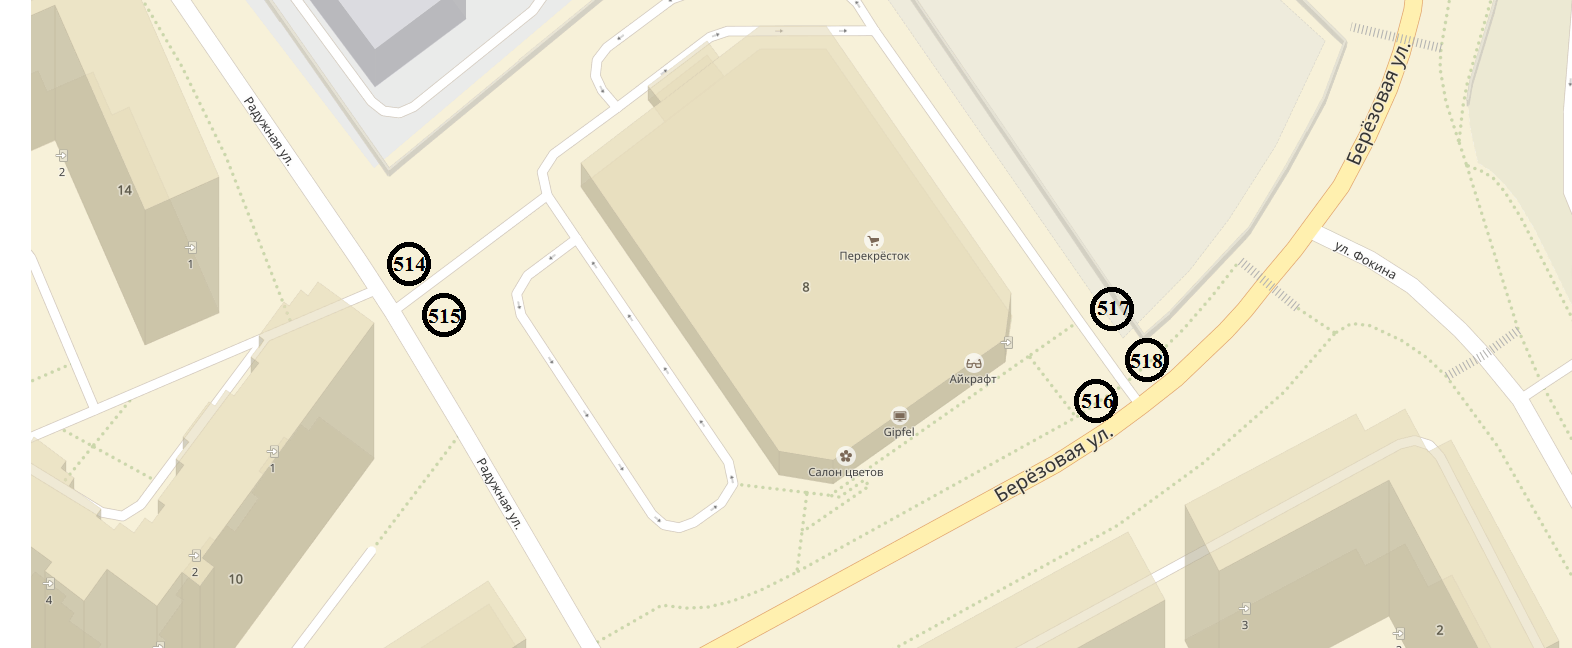 Берёзовая ул.
Радужная ул.
2
14
1
Перекрёсток
ул. Фокина
514
8
517
515
518
Айкрафт
516
Gipfel
Берёзовая ул.
1
Салон цветов
Радужная ул.
2
10
4
3
2